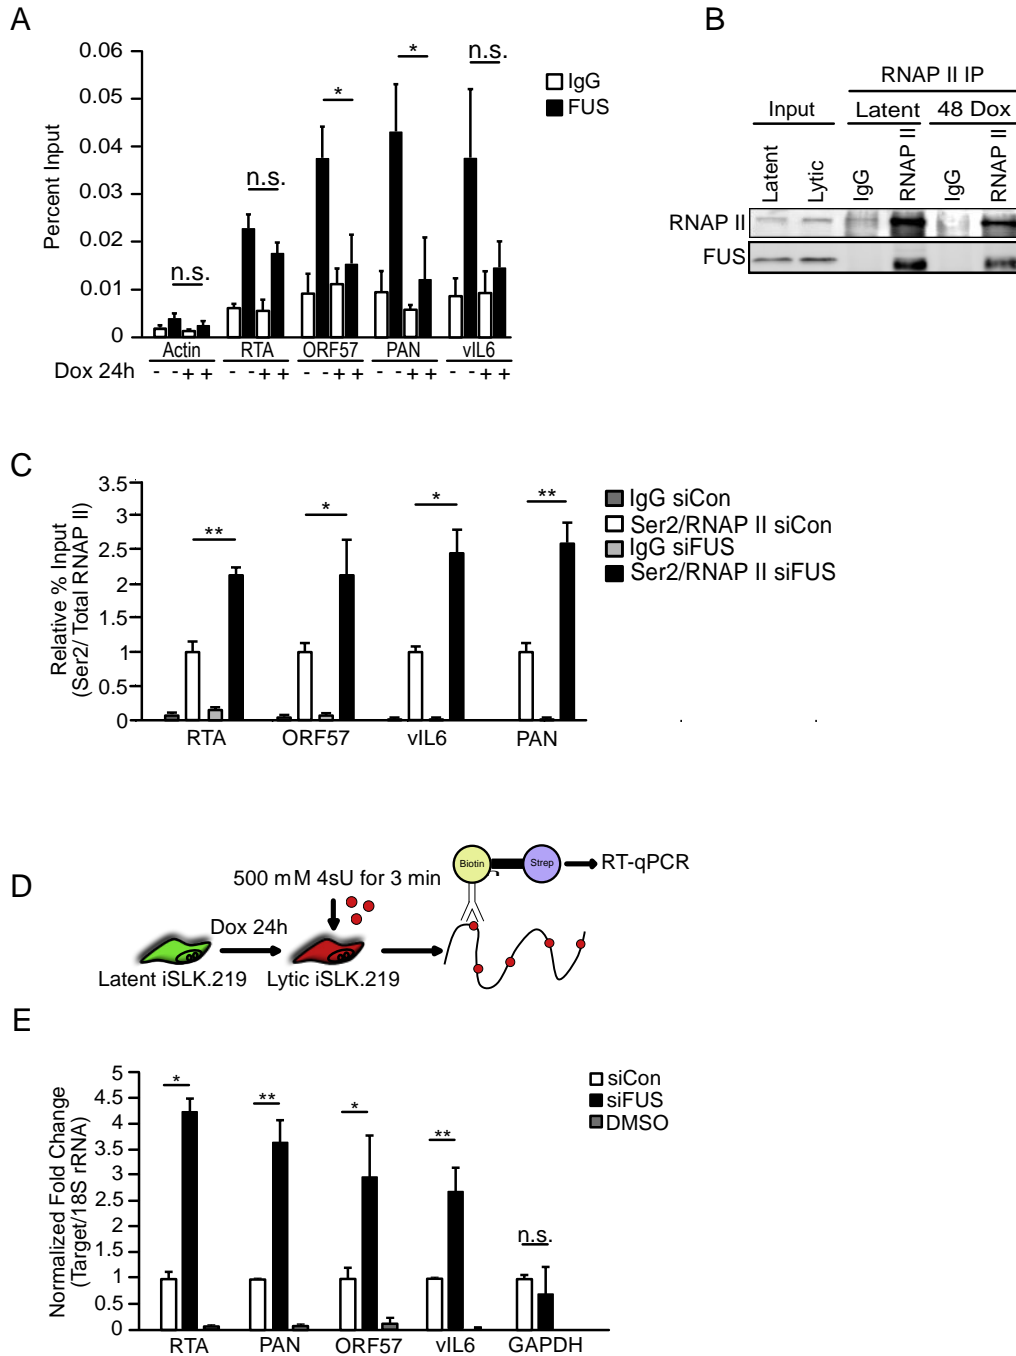 A
0.06
0.05
0.04
0.03
0.02
0.01
0
Percent Input
n.s.
n.s.
*
*
n.s.
IgG
FUS
Actin RTA ORF57 PAN vIL6
Dox 24h - - + + - - + + - - + + - - + + - - + +
B
RNAP II IP
Input Latent 48 Dox
Latent Lytic IgG RNAP II IgG RNAP II
RNAP II
FUS
C
3.5
3
2.5
2
1.5
1
0.5
0
Relative % Input
(Ser2/ Total RNAP II)
**
*
*
**
IgG siCon
Ser2/RNAP II siCon
IgG siFUS
Ser2/RNAP II siFUS
RTA ORF57 vIL6 PAN
D
500 mM 4sU for 3 min
Biotin
Strep
RT-qPCR
Dox 24h
Latent iSLK.219 Lytic iSLK.219
E
5
4.5
4
3.5
3
2.5
2
1.5
1
0.5
0
Normalized Fold Change
(Target/18S rRNA)
*
**
*
**
n.s.
siCon
siFUS
DMSO
RTA PAN ORF57 vIL6 GAPDH